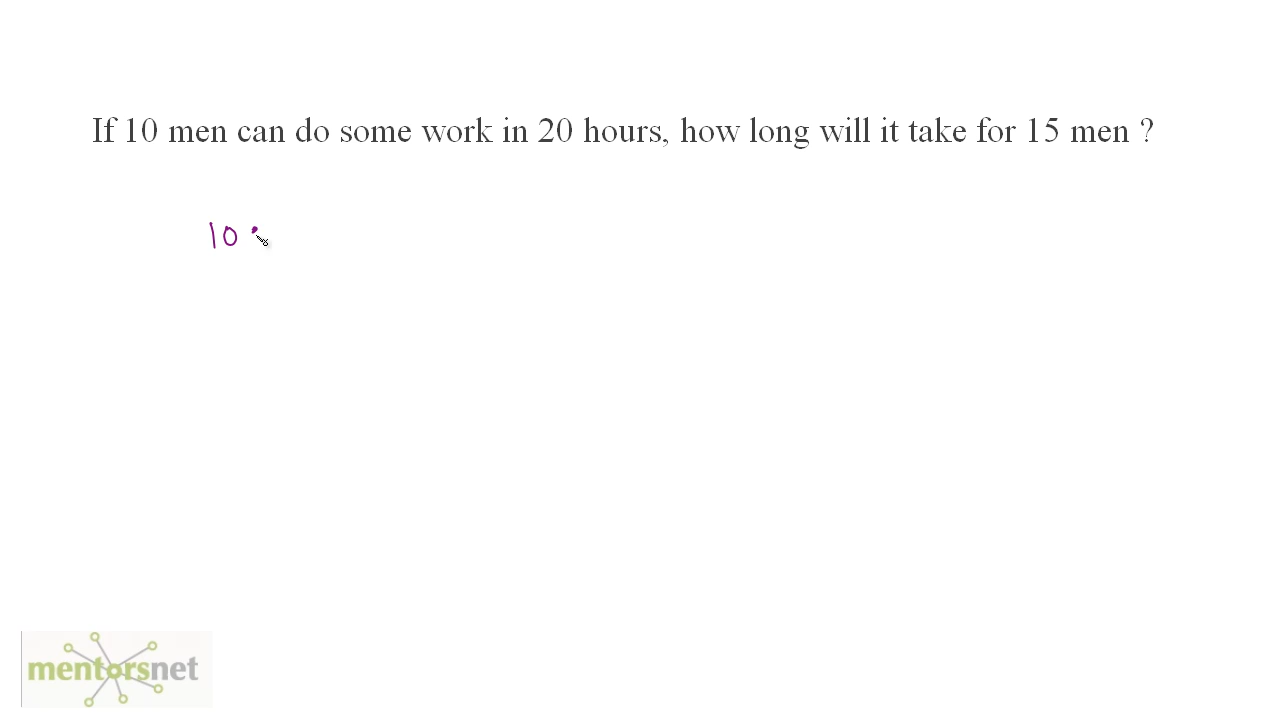 If 10 men can do some work in 20 hours, how long will it take for 15 men ?
10
mentorsnet